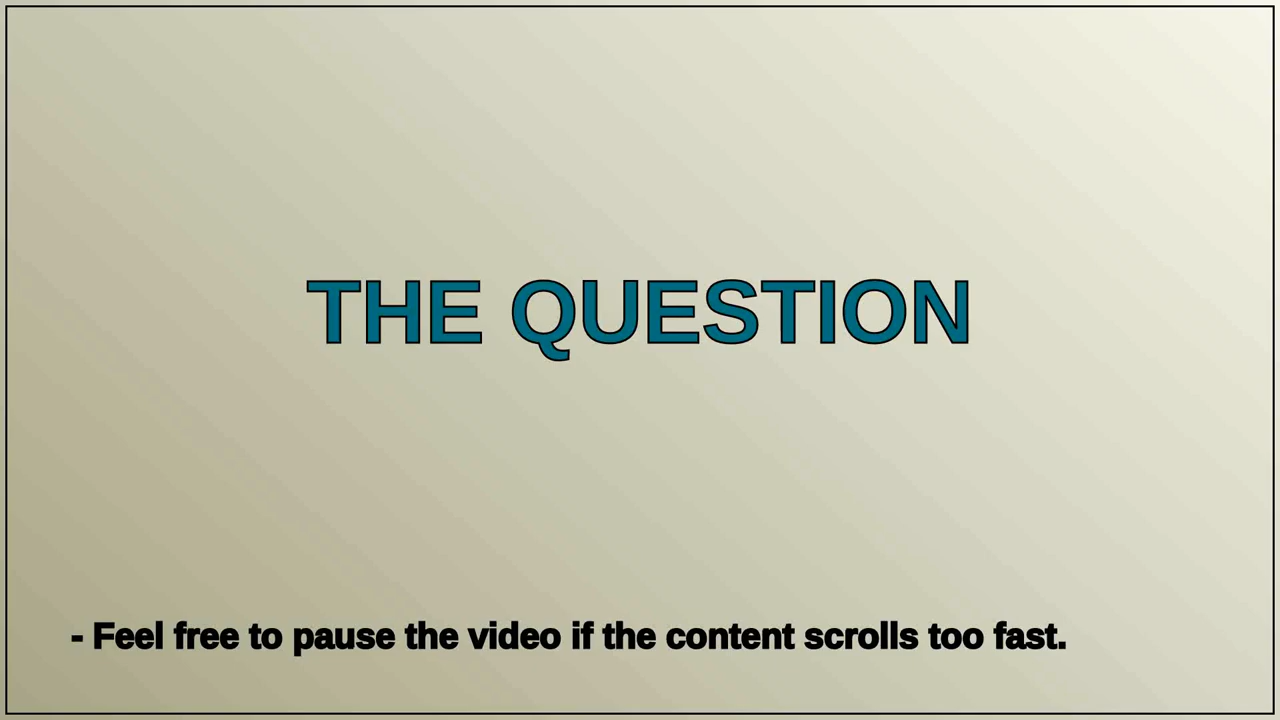 THE QUESTION
- Feel free to pause the video if the content scrolls too fast.